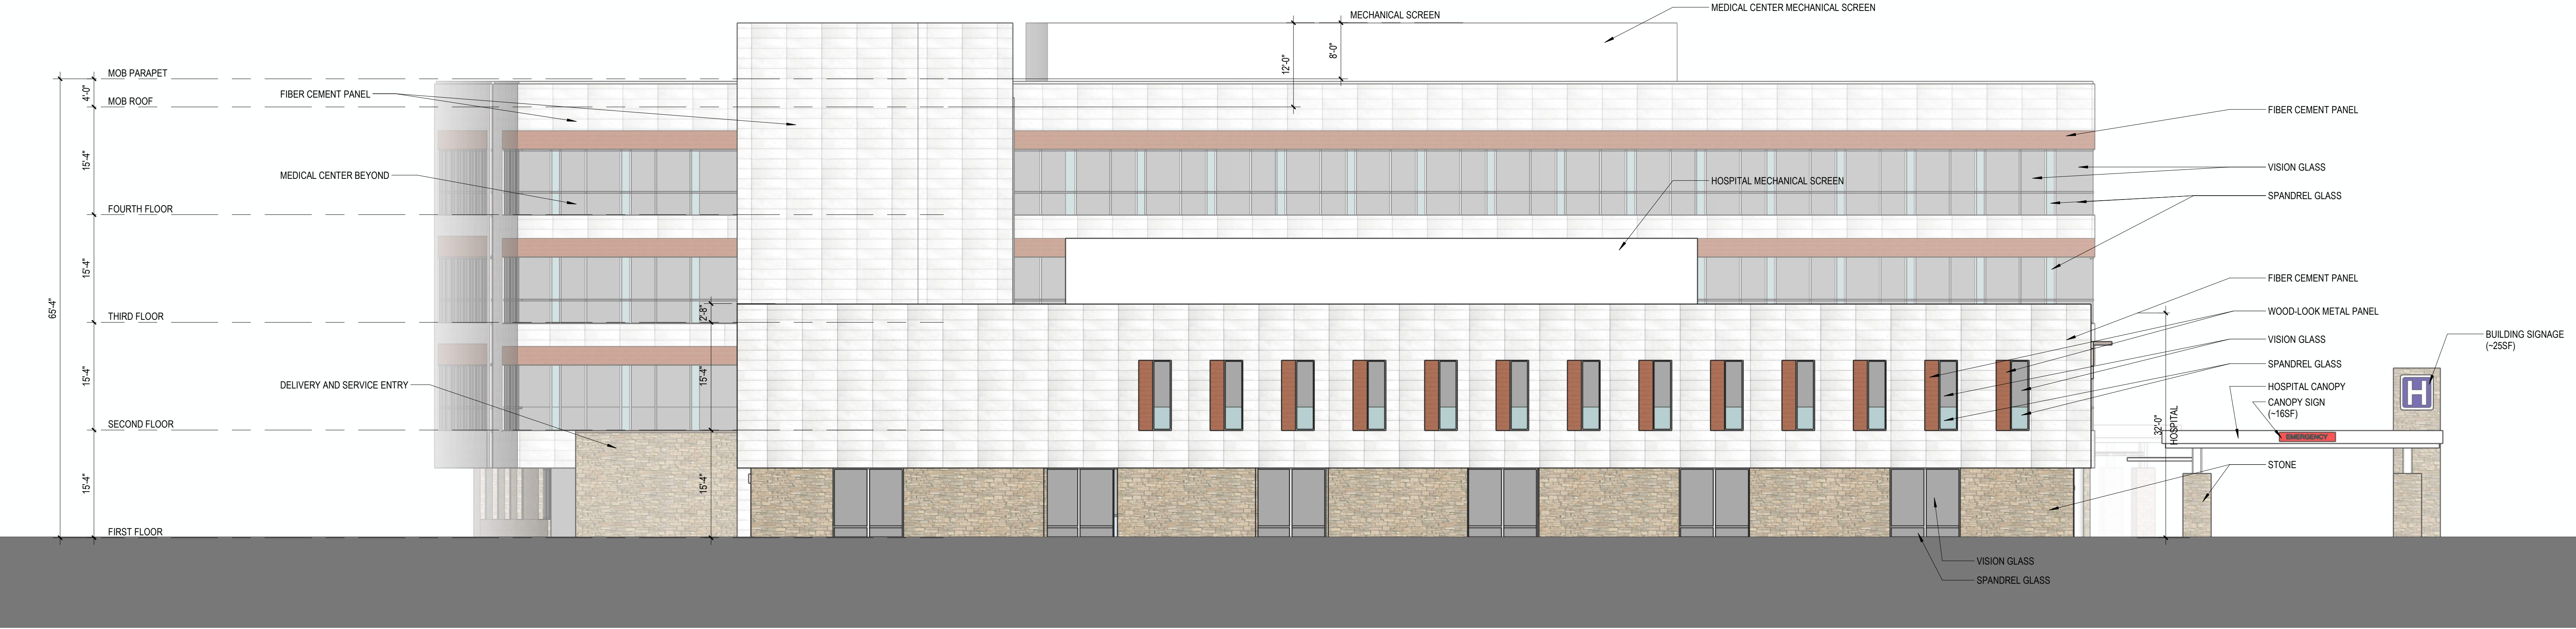 MECHANICAL SCREEN
MEDICAL CENTER MECHANICAL SCREEN
12'-0"
8'-0"
MOB PARAPET
4'-0"
MOB ROOF
FIBER CEMENT PANEL
FIBER CEMENT PANEL
15'-4"
VISION GLASS
MEDICAL CENTER BEYOND
HOSPITAL MECHANICAL SCREEN
SPANDREL GLASS
FOURTH FLOOR
15'-4"
FIBER CEMENT PANEL
65'-4"
2'-8"
WOOD-LOOK METAL PANEL
THIRD FLOOR
BUILDING SIGNAGE
(~25SF)
VISION GLASS
SPANDREL GLASS
15'-4"
15'-4"
DELIVERY AND SERVICE ENTRY
HOSPITAL CANOPY
H
CANOPY SIGN
(~16SF)
SECOND FLOOR
32'-0"
HOSPITAL
EMERGENCY
STONE
15'-4"
15'-4"
FIRST FLOOR
VISION GLASS
SPANDREL GLASS